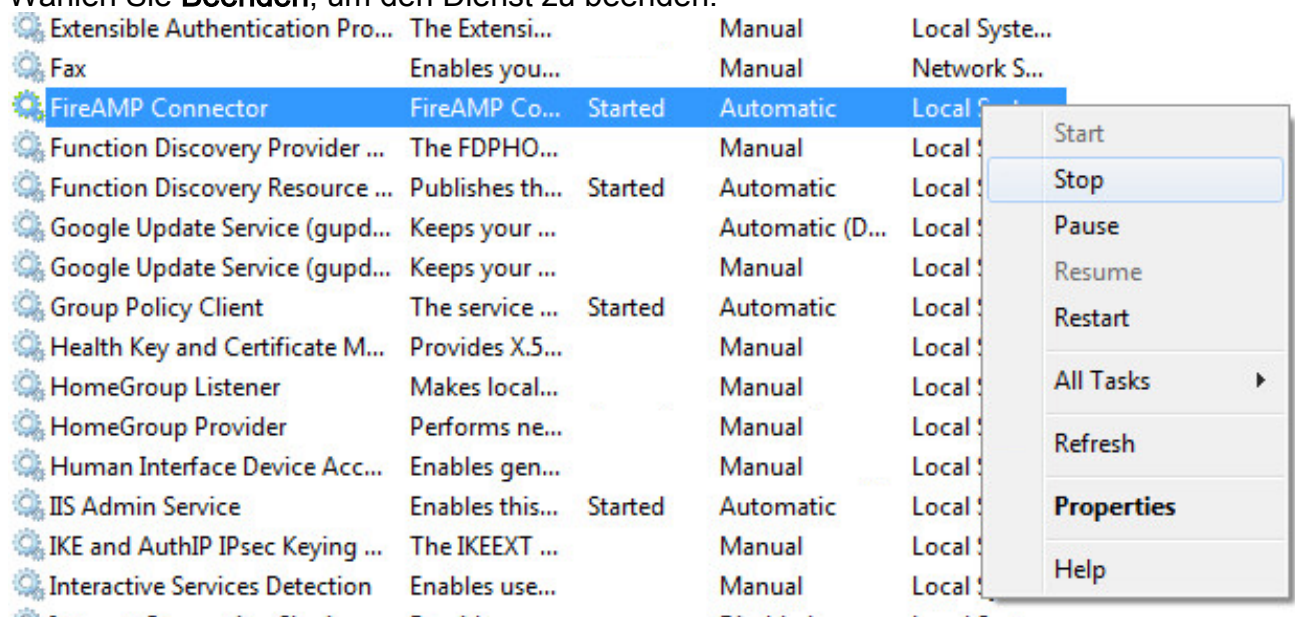 Wählen Sie Beenden, um den Dienst zu beenden.
Extensible Authentication Pro... The Extensi... Manual Local Syste...
Fax Enables you... Manual Network S...
FireAMP Connector FireAMP Co... Started Automatic Local
Function Discovery Provider ... The FDPHO... Manual Local
Function Discovery Resource ... Publishes th... Started Automatic Local
Google Update Service (gupd... Keeps your ... Automatic (D... Local
Google Update Service (gupd... Keeps your ... Manual Local
Group Policy Client The service ... Started Automatic Local
Health Key and Certificate M... Provides X.5... Manual Local
HomeGroup Listener Makes local... Manual Local
HomeGroup Provider Performs ne... Manual Local
Human Interface Device Acc... Enables gen... Manual Local
IIS Admin Service Enables this... Started Automatic Local
IKE and AuthIP IPsec Keying ... The IKEEXT ... Manual Local
Interactive Services Detection Enables use... Manual Local
Start
Stop
Pause
Resume
Restart
All Tasks
Refresh
Properties
Help